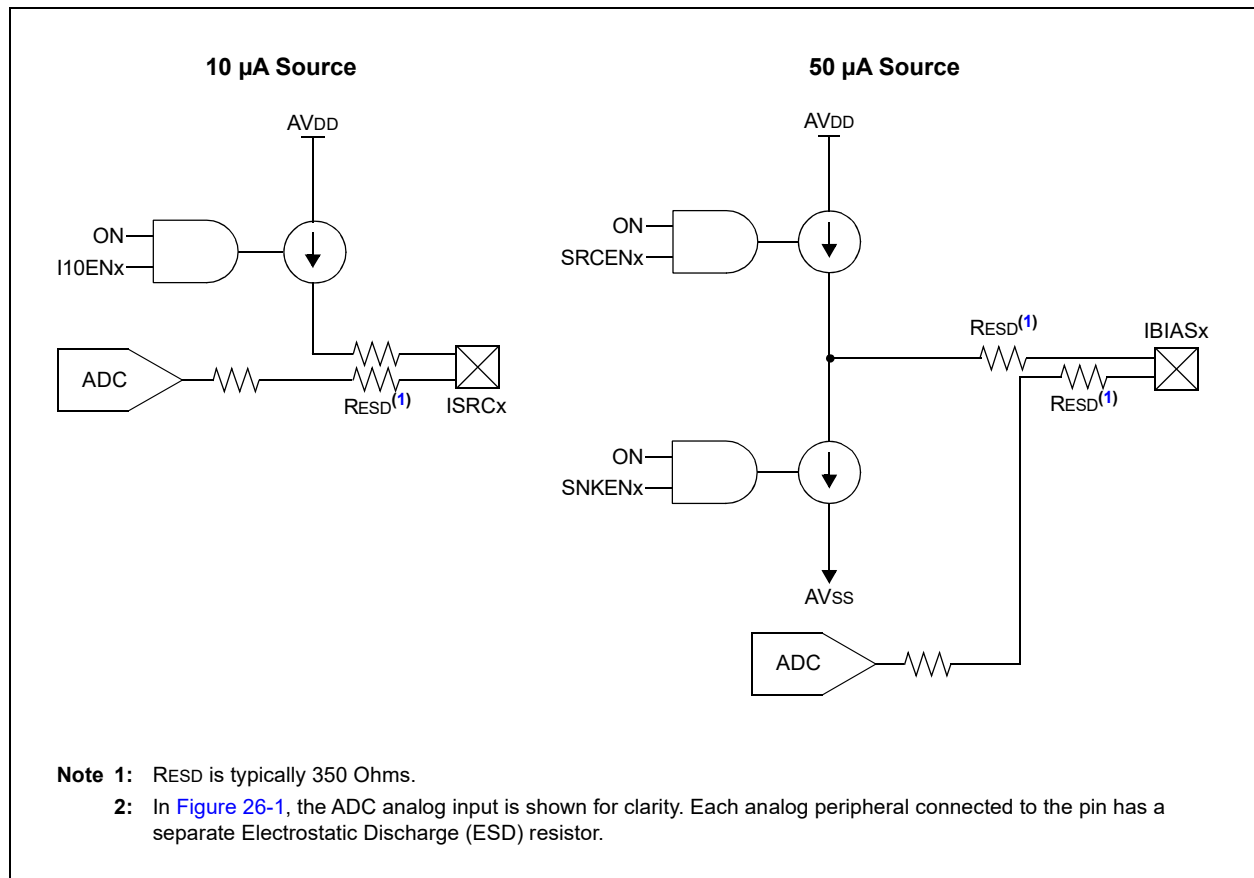 10 µA Source
AVDD
ON
I10ENx
ADC
RESD(1)
ISRCx
50 µA Source
AVDD
ON
SRCENx
RESD(1)
IBIASx
RESD(1)
ON
SNKENx
AVSS
ADC
Note 1: RESD is typically 350 Ohms.
2: In Figure 26-1, the ADC analog input is shown for clarity. Each analog peripheral connected to the pin has a
separate Electrostatic Discharge (ESD) resistor.